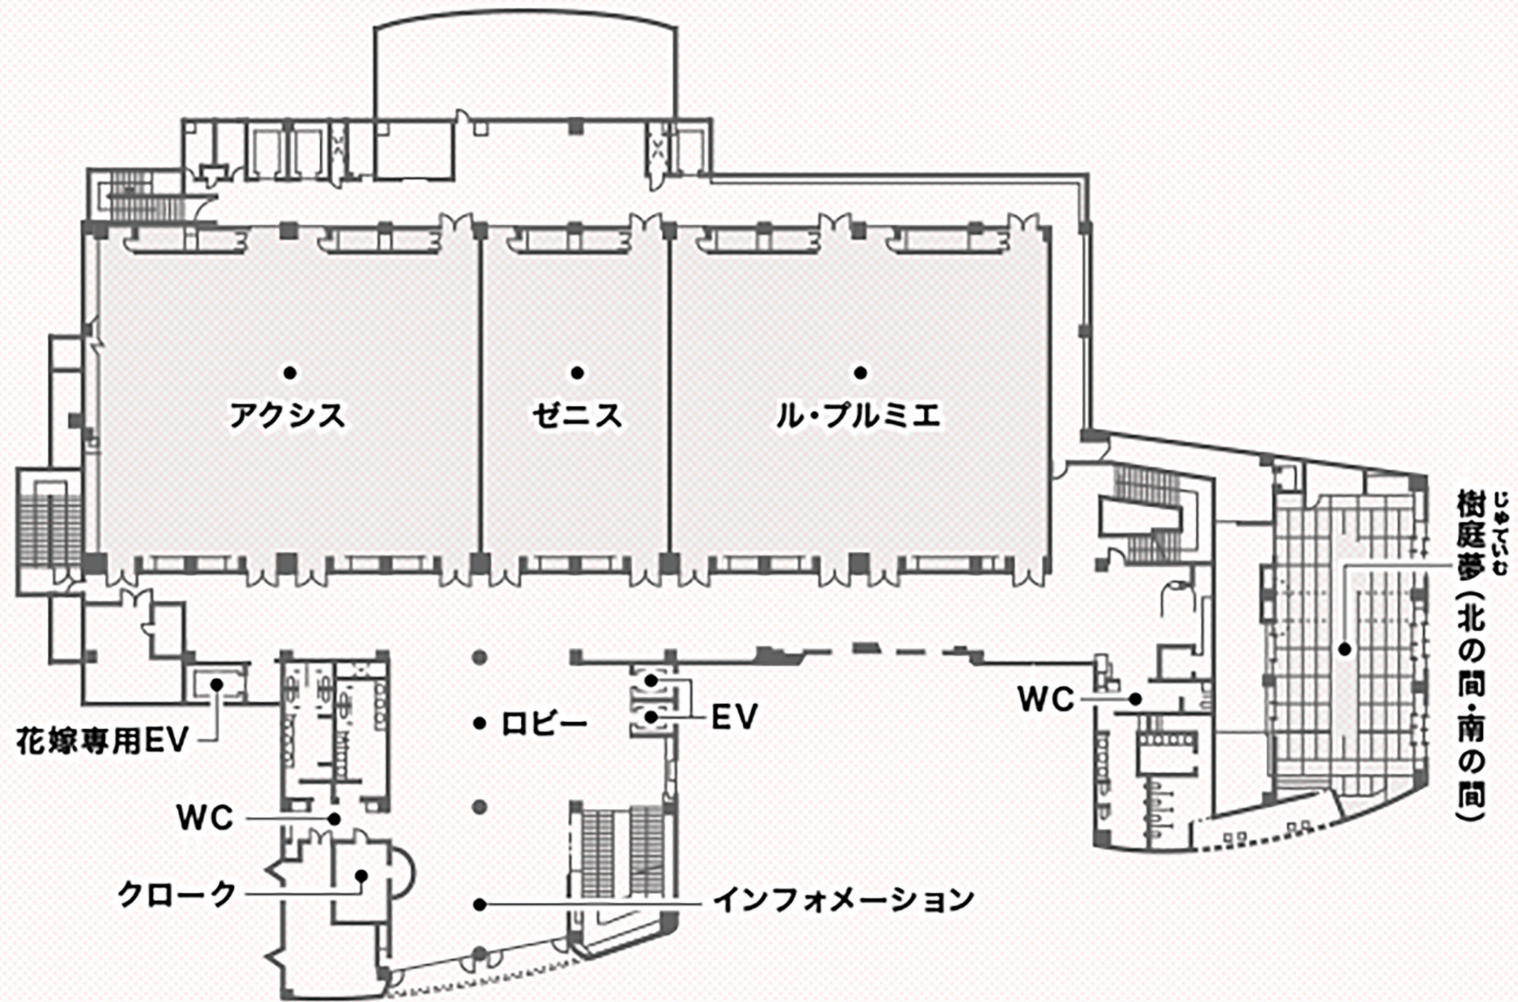 アクシス
ゼニス
ル・プルミエ
樹庭夢(北の間・南の間)
じゅていむ
WC
ロビー
EV
花嫁専用EV
WC
クローク
インフォメーション